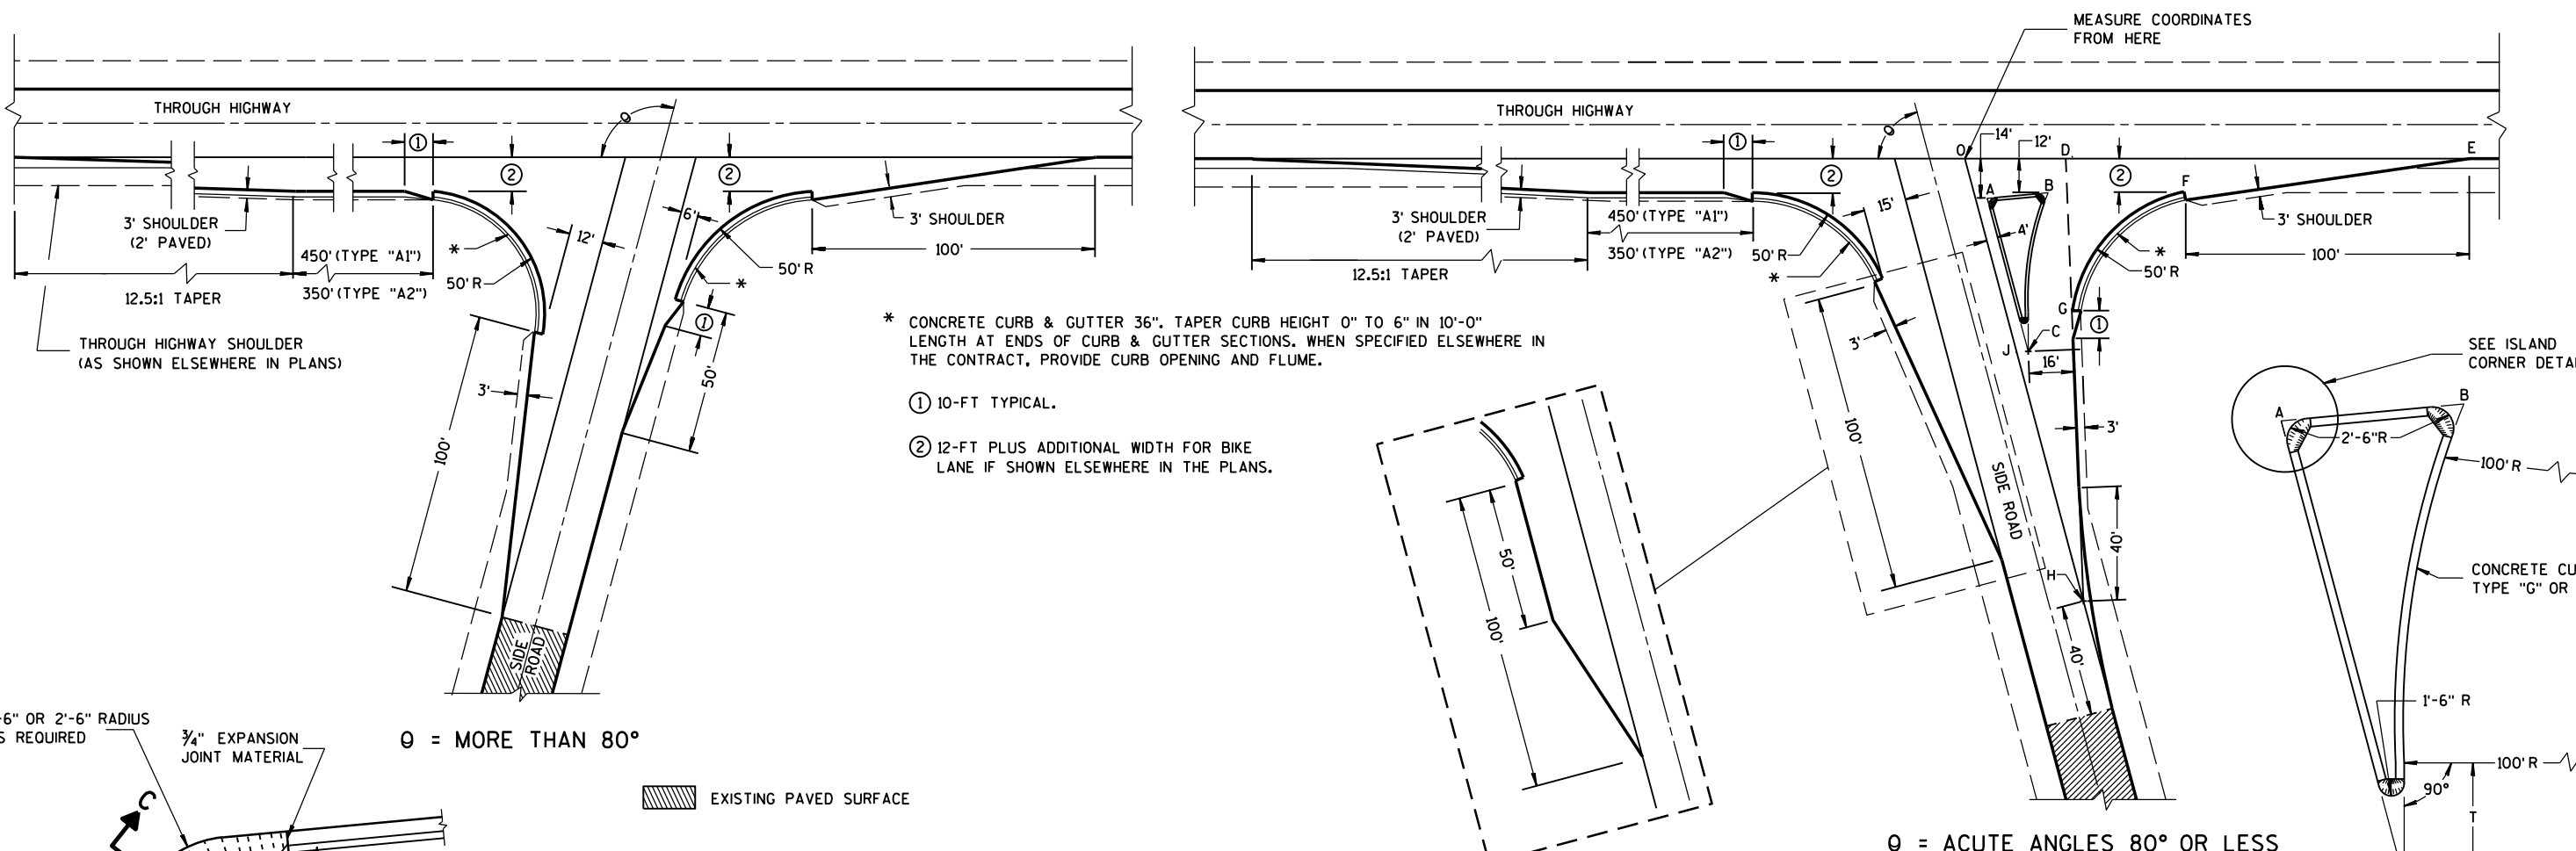 THROUGH HIGHWAY
①
②
②
3' SHOULDER
(2' PAVED)
450' (TYPE "A1")
350' (TYPE "A2")
12.5:1 TAPER
*
50' R
12'
6'
θ
50' R
*
3' SHOULDER
100'
①
50'
3'
100'
THROUGH HIGHWAY SHOULDER
(AS SHOWN ELSEWHERE IN PLANS)
SIDE
ROAD
θ = MORE THAN 80°
EXISTING PAVED SURFACE
* CONCRETE CURB & GUTTER 36". TAPER CURB HEIGHT 0" TO 6" IN 10'-0"
LENGTH AT ENDS OF CURB & GUTTER SECTIONS. WHEN SPECIFIED ELSEWHERE IN
THE CONTRACT, PROVIDE CURB OPENING AND FLUME.
① 10-FT TYPICAL.
② 12-FT PLUS ADDITIONAL WIDTH FOR BIKE
LANE IF SHOWN ELSEWHERE IN THE PLANS.
-6" OR 2'-6" RADIUS
S REQUIRED
¾" EXPANSION
JOINT MATERIAL
C
MEASURE COORDINATES
FROM HERE
THROUGH HIGHWAY
①
②
θ
O
14'
12'
D
②
E
A
B
F
3' SHOULDER
(2' PAVED)
450' (TYPE "A1")
350' (TYPE "A2")
12.5:1 TAPER
15'
50' R
*
4'
*
50' R
3' SHOULDER
100'
G
①
C
J
16'
3'
3'
100'
SIDE ROAD
40'
H
40'
50'
100'
θ = ACUTE ANGLES 80° OR LESS
SEE ISLAND
CORNER DETA
A
B
2'-6" R
100' R
CONCRETE CU
TYPE "G" OR
1'-6" R
100' R
90°
T